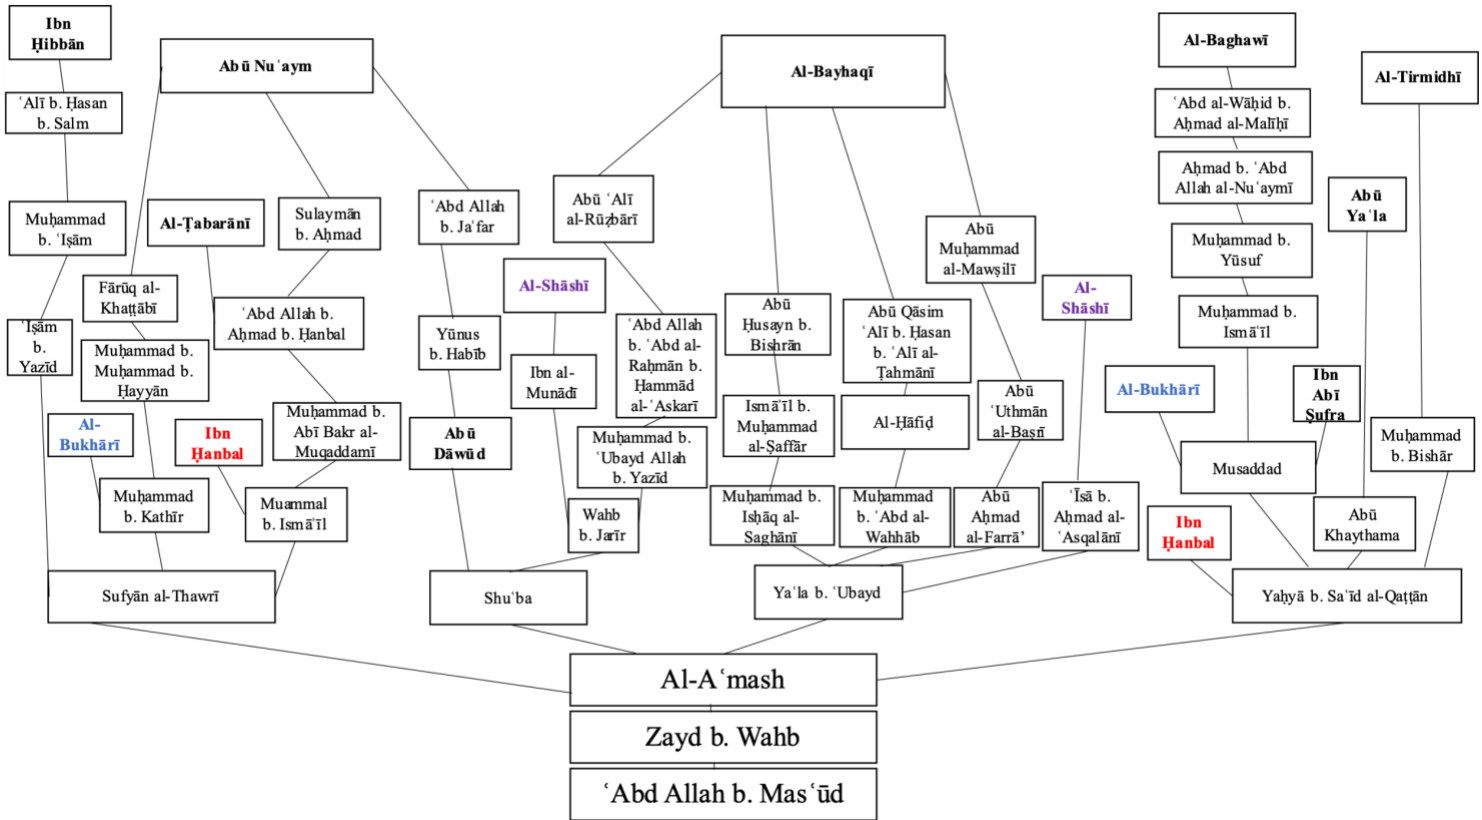 Ibn
Ḥibbān
Abū Nuʿaym
Al-Bayhaqī
Al-Baghawī
Al-Tirmidhī
ʿAlī b. Ḥasan
b. Salm
ʿAbd al-Wāḥid b.
Aḥmad al-Malīḥī
Aḥmad b. ʿAbd
Allah al-Nuʿaymī
Muḥammad
b. ʿIṣām
Al-Ṭabarānī
Sulaymān
b. Aḥmad
ʿAbd Allah
b. Jaʿfar
Abū ʿAlī
al-Rūẓbārī
Abū
Muḥammad
al-Mawṣilī
Muḥammad b.
Yūsuf
Abū
Yaʿla
Fārūq al-
Khaṭṭābī
ʿAbd Allah b.
Aḥmad b. Ḥanbal
Al-Shāshī
Al-
Shāshī
ʿIṣām
b.
Yazīd
Muḥammad b.
Muḥammad b.
Ḥayyān
Yūnus
b. Habīb
Ibn al-
Munādī
ʿAbd Allah
b. ʿAbd al-
Raḥmān b.
Ḥammād
al-ʿAskarī
Abū
Ḥusayn b.
Bishrān
Abū Qāsim
ʿAlī b. Ḥasan
b. ʿAlī al-
Ṭahmānī
Muḥammad b.
Ismāʿīl
Al-
Bukhārī
Ibn
Ḥanbal
Muḥammad b.
Abī Bakr al-
Muqaddamī
Abū
Dāwūd
Muḥammad b.
ʿUbayd Allah
b. Yazīd
Ismāʿīl b.
Muḥammad
al-Ṣaffār
Al-Ḥāfiḍ
Abū
ʿUthmān
al-Baṣrī
Al-Bukhārī
Ibn
Abī
Ṣufra
Musaddad
Muḥammad
b. Bishār
Muḥammad
b. Kathīr
Muammal
b. Ismāʿīl
Wahb
b. Jarīr
Muḥammad b.
Isḥāq al-
Saghānī
Muḥammad
b. ʿAbd al-
Wahhāb
Abū
Aḥmad
al-Farrāʾ
ʿĪsā b.
Aḥmad al-
ʿAsqalānī
Ibn
Ḥanbal
Abū
Khaythama
Sufyān al-Thawrī
Shuʿba
Yaʿla b. ʿUbayd
Yaḥyā b. Saʿīd al-Qaṭṭān
Al-Aʿmash
Zayd b. Wahb
ʿAbd Allah b. Masʿūd